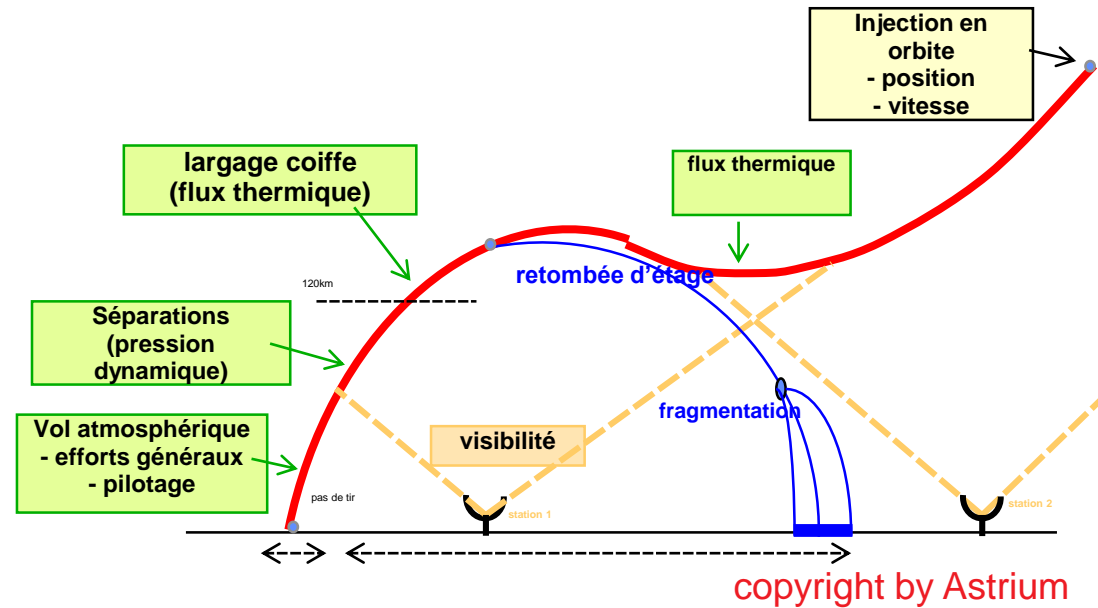 Injection en
orbite
- position
- vitesse
largage coiffe
(flux thermique)
flux thermique
retombée d'étage
120km
Séparations
(pression
dynamique)
fragmentation
Vol atmosphérique
- efforts généraux
- pilotage
visibilité
pas de tir
station 1
station 2
copyright by Astrium